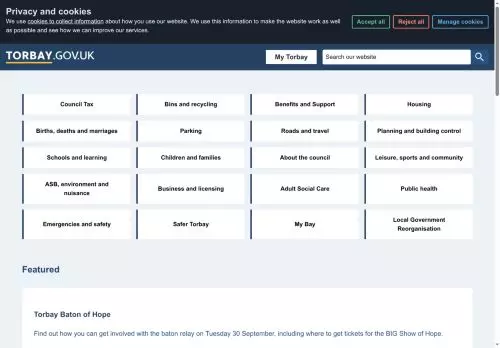 Privacy and cookies
We use cookies to collect information about how you use our website. We use this information to make the website work as well
as possible and see how we can improve our services.
Accept all
Reject all
Manage cookies
TORBAY.GOV.UK
My Torbay
Search our website
Council Tax
Bins and recycling
Benefits and Support
Housing
Births, deaths and marriages
Parking
Roads and travel
Planning and building control
Schools and learning
Children and families
About the council
Leisure, sports and community
ASB, environment and
nuisance
Business and licensing
Adult Social Care
Public health
Emergencies and safety
Safer Torbay
My Bay
Local Government
Reorganisation
Featured
Torbay Baton of Hope
Find out how you can get involved with the baton relay on Tuesday 30 September, including where to get tickets for the BIG Show of Hope.